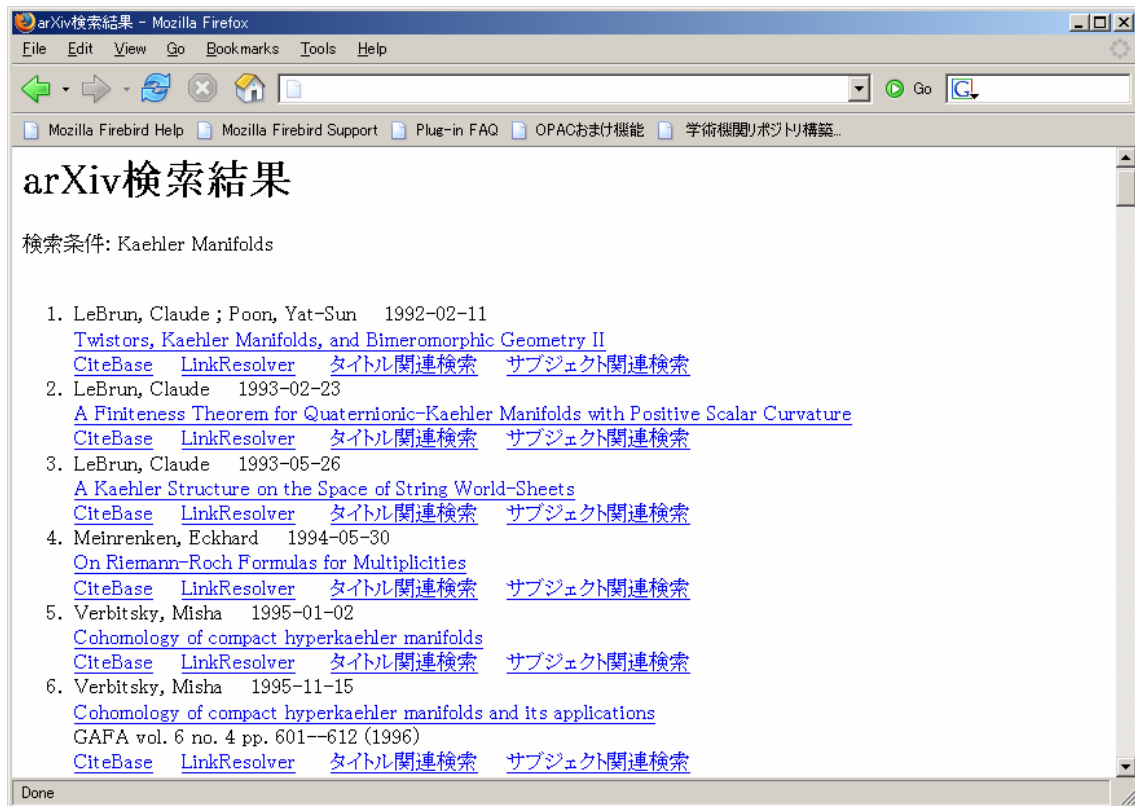 arXiv検索結果 - Mozilla Firefox
File Edit View Go Bookmarks Tools Help
Go G
Mozilla Firebird Help Mozilla Firebird Support Plug-in FAQ OPACおまけ機能 学術機関リポジトリ構築...
arXiv検索結果
検索条件: Kaehler Manifolds
1. LeBrun, Claude ; Poon, Yat-Sun 1992-02-11
Twistors, Kaehler Manifolds, and Bimeromorphic Geometry II
CiteBase LinkResolver タイトル関連検索 サブジェクト関連検索
2. LeBrun, Claude 1993-02-23
A Finiteness Theorem for Quaternionic-Kaehler Manifolds with Positive Scalar Curvature
CiteBase LinkResolver タイトル関連検索 サブジェクト関連検索
3. LeBrun, Claude 1993-05-26
A Kaehler Structure on the Space of String World-Sheets
CiteBase LinkResolver タイトル関連検索 サブジェクト関連検索
4. Meinrenken, Eckhard 1994-05-30
On Riemann-Roch Formulas for Multiplicities
CiteBase LinkResolver タイトル関連検索 サブジェクト関連検索
5. Verbitsky, Misha 1995-01-02
Cohomology of compact hyperkaehler manifolds
CiteBase LinkResolver タイトル関連検索 サブジェクト関連検索
6. Verbitsky, Misha 1995-11-15
Cohomology of compact hyperkaehler manifolds and its applications
GAFA vol. 6 no. 4 pp. 601--612 (1996)
CiteBase LinkResolver タイトル関連検索 サブジェクト関連検索
Done